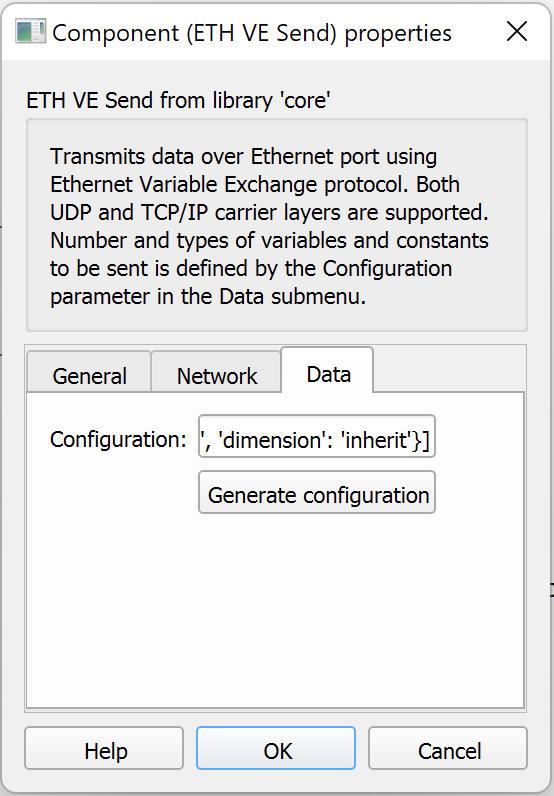 Component (ETH VE Send) properties
ETH VE Send from library 'core'
Transmits data over Ethernet port using
Ethernet Variable Exchange protocol. Both
UDP and TCP/IP carrier layers are supported.
Number and types of variables and constants
to be sent is defined by the Configuration
parameter in the Data submenu.
General Network Data
Configuration: ', 'dimension': 'inherit'}]
Generate configuration
Help OK Cancel